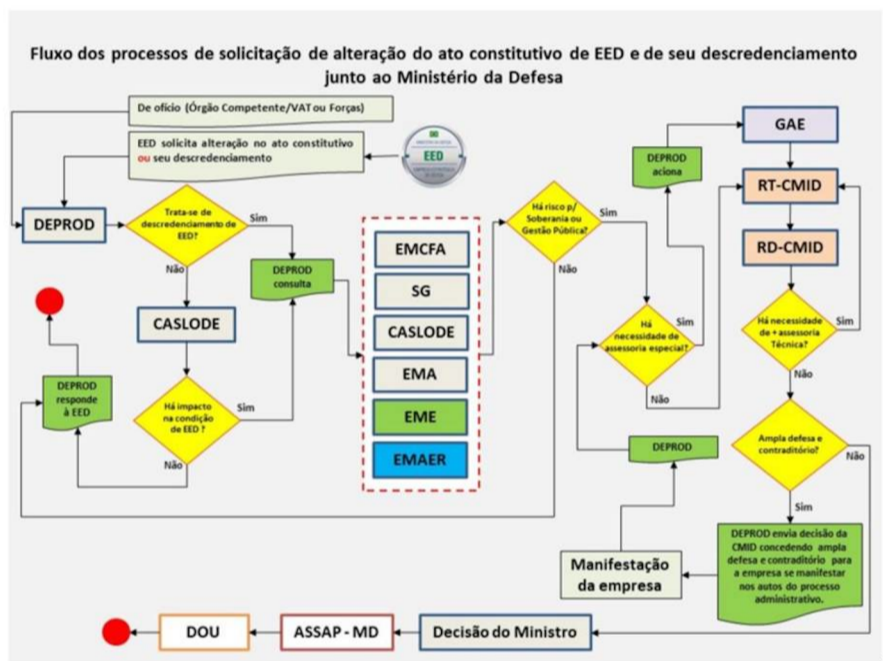 Fluxo dos processos de solicitação de alteração do ato constitutivo de EED e de seu descredenciamento
junto ao Ministério da Defesa
De ofício (Órgão Competente/VAT ou Forças)
EED solicita alteração no ato constitutivo
ou seu descredenciamento
EED
DEPROD
Trata-se de
descredenciamento de
EED?
Sim
Não
DEPROD
consulta
CASLODE
Há impacto
na condição
de EED ?
Sim
Não
DEPROD
responde
à EED
EMCFA
SG
CASLODE
EMA
EME
EMAER
Há risco p/
Soberania ou
Gestão Pública?
Sim
Não
Há
necessidade de
assessoria especial?
Sim
Não
DEPROD
aciona
GAE
RT-CMID
RD-CMID
Há necessidade
de + assessoria
Técnica?
Sim
Não
Ampla defesa e
contraditório?
Não
Sim
DEPROD envia decisão da
CMID concedendo ampla
defesa e contraditório para
a empresa se manifestar
nos autos do processo
administrativo.
Manifestação
da empresa
DEPROD
Decisão do Ministro
ASSAP - MD
DOU